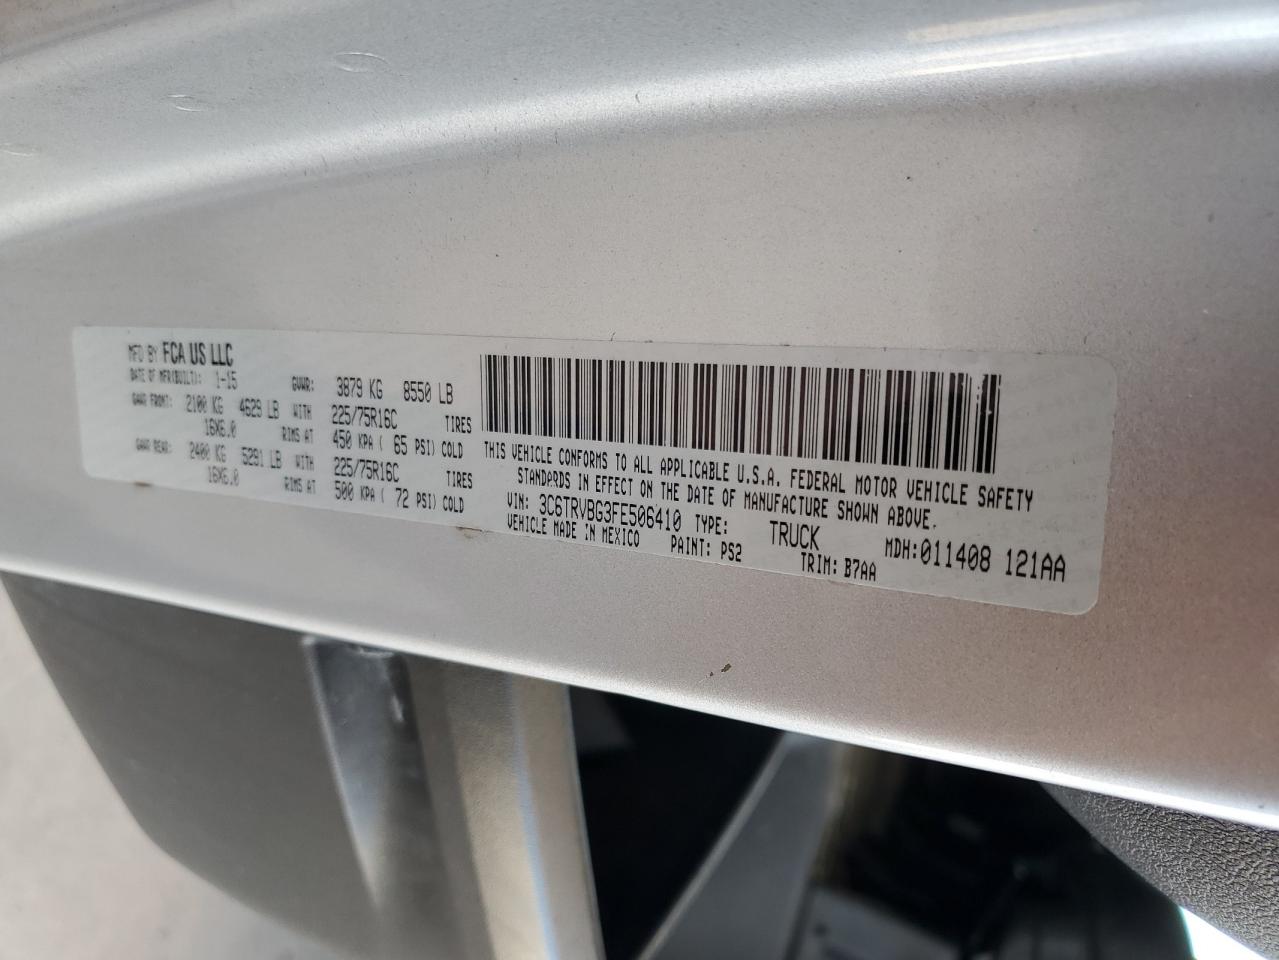 MFD BY FCA US LLC
DATE OF MFR(BUILT): 1-15 GVWR: 3879 KG 8550 LB
GAWR FRONT: 2100 KG 4629 LB WITH 225/75R16C TIRES
16X6.0 RIMS AT 450 KPA ( 65 PSI) COLD
GAWR REAR: 2400 KG 5291 LB WITH 225/75R16C TIRES
16X6.0 RIMS AT 500 KPA ( 72 PSI) COLD
THIS VEHICLE CONFORMS TO ALL APPLICABLE U.S.A. FEDERAL MOTOR VEHICLE SAFETY
STANDARDS IN EFFECT ON THE DATE OF MANUFACTURE SHOWN ABOVE.
VIN: 3C6TRVBG3FE506410 TYPE: TRUCK MDH:011408 121AA
VEHICLE MADE IN MEXICO PAINT: PS2 TRIM: B7AA